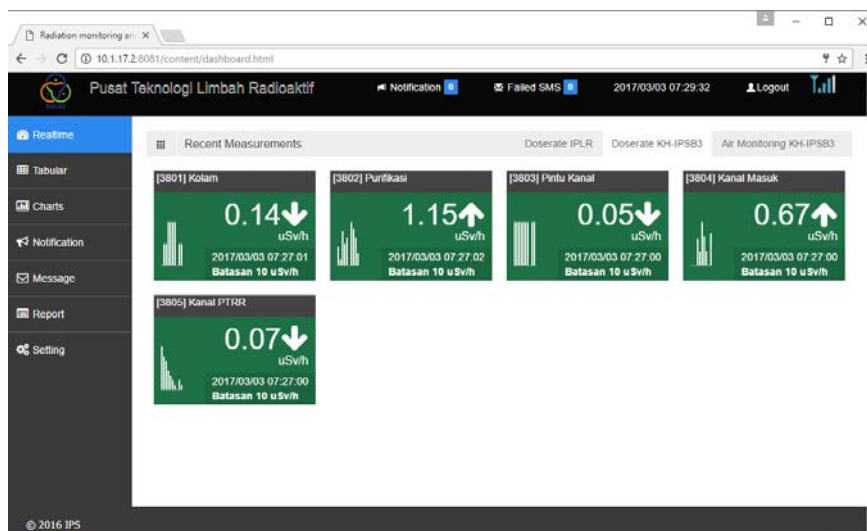 Radiation monitoring an
10.1.17.2:8081/content/dashboard.html
Pusat Teknologi Limbah Radioaktif
Notification 0
Failed SMS 0
2017/03/03 07:29:32
Logout
Realtime
Tabular
Charts
Notification
Message
Report
Setting
Recent Measurements
Doserate IPLR
Doserate KH-IPSB3
Air Monitoring KH-IPSB3
[3801] Kolam
0.14
uSv/h
2017/03/03 07:27:01
Batasan 10 uSv/h
[3802] Purifikasi
1.15
uSv/h
2017/03/03 07:27:02
Batasan 10 uSv/h
[3803] Pintu Kanal
0.05
uSv/h
2017/03/03 07:27:00
Batasan 10 uSv/h
[3804] Kanal Masuk
0.67
uSv/h
2017/03/03 07:27:00
Batasan 10 uSv/h
[3805] Kanal PTRR
0.07
uSv/h
2017/03/03 07:27:00
Batasan 10 uSv/h
© 2016 IPS